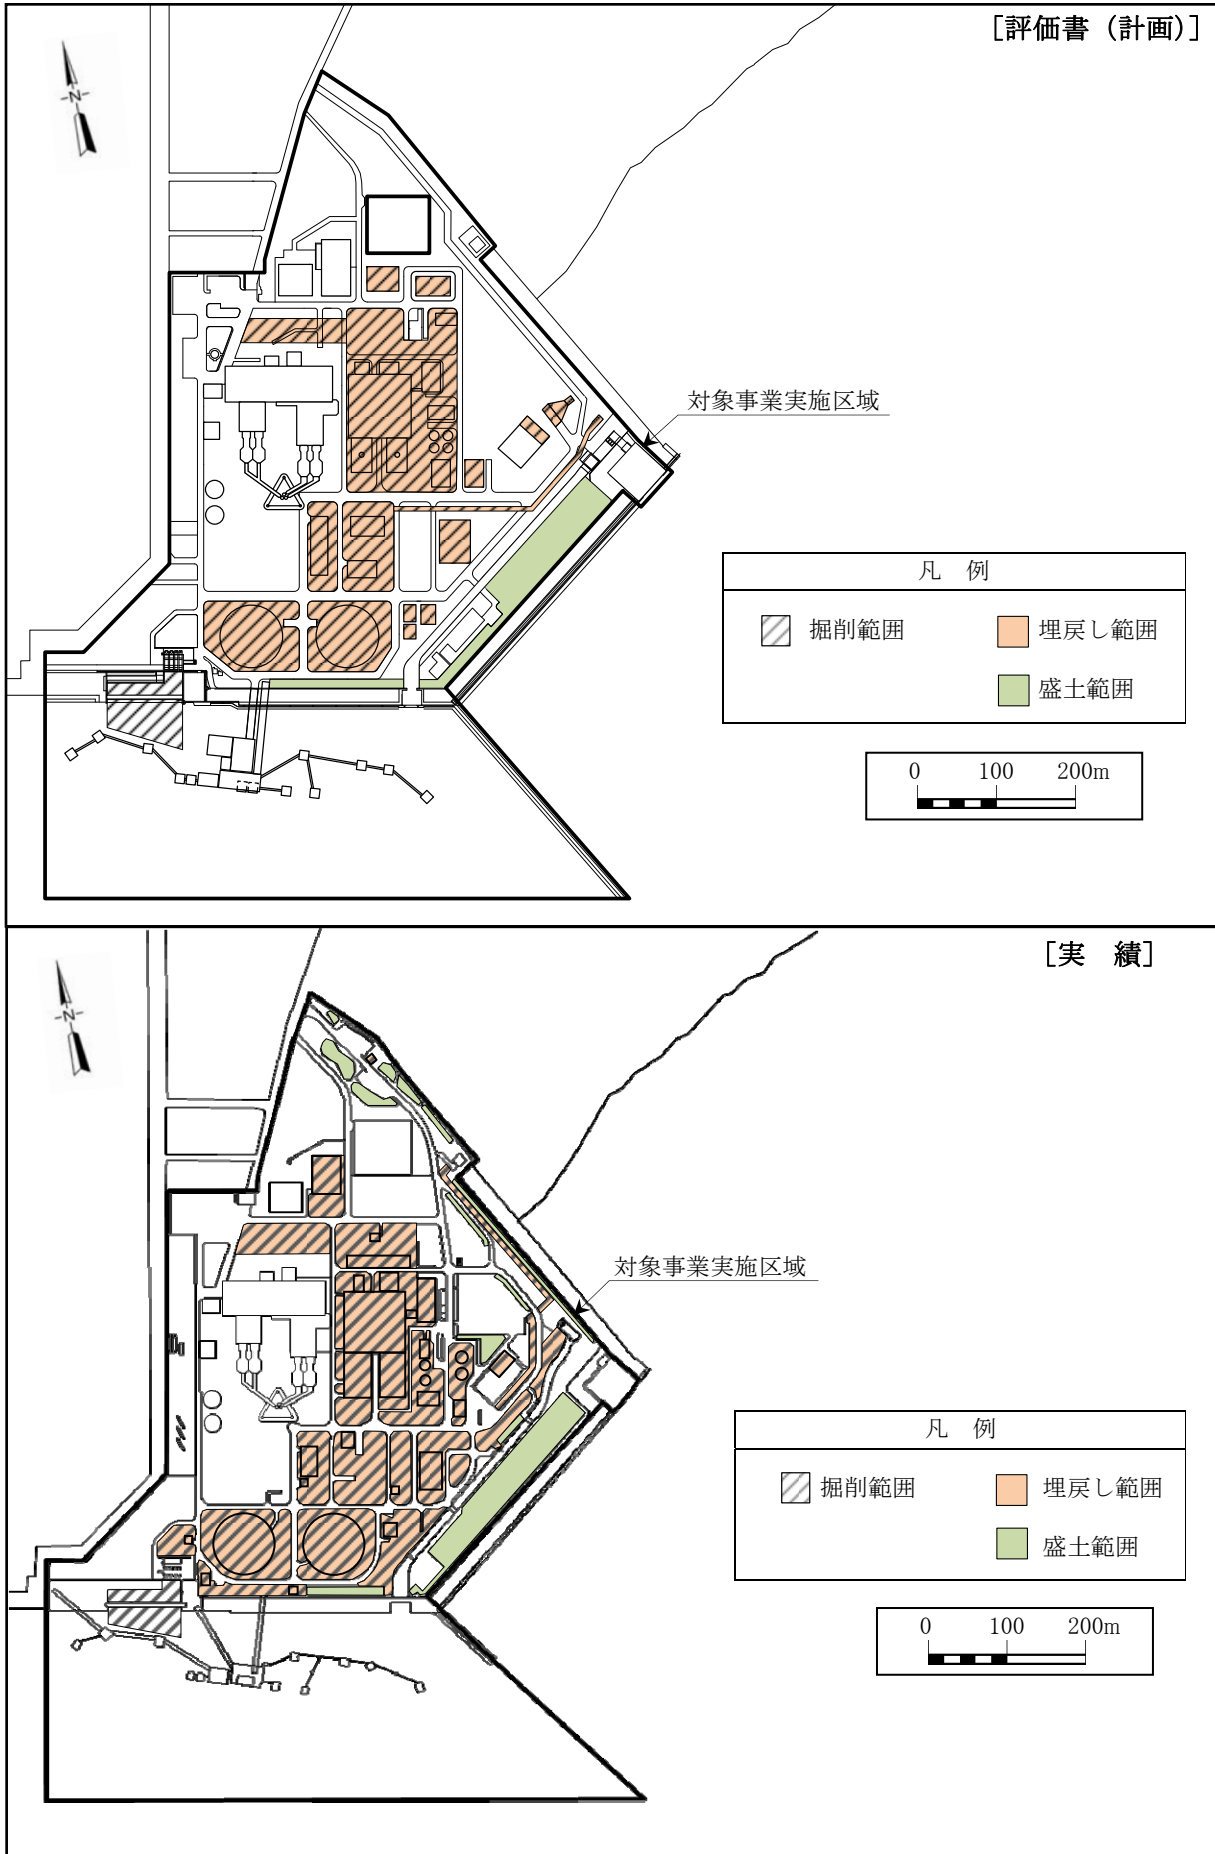 ［評価書（計画）］
N
対象事業実施区域
凡　例
掘削範囲
埋戻し範囲
盛土範囲
0 100 200m
［実　績］
N
対象事業実施区域
凡　例
掘削範囲
埋戻し範囲
盛土範囲
0 100 200m